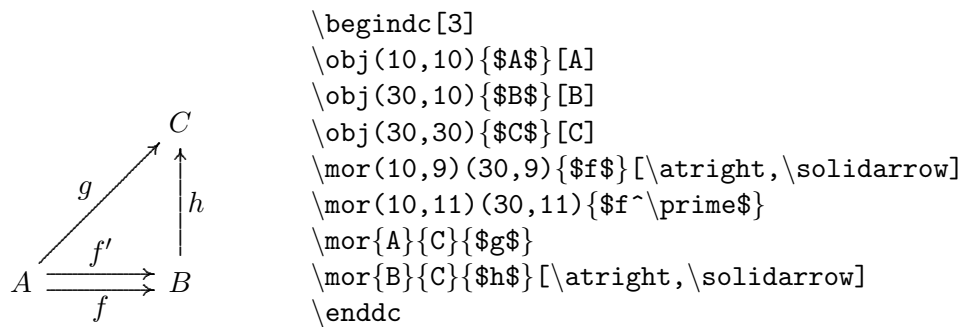 \begindc[3]
\obj(10,10){$A$}[A]
\obj(30,10){$B$}[B]
\obj(30,30){$C$}[C]
\mor(10,9)(30,9){$f$}[\atright,\solidarrow]
\mor(10,11)(30,11){$f^\prime$}
\mor{A}{C}{$g$}
\mor{B}{C}{$h$}[\atright,\solidarrow]
\enddc
C
g
h
f′
A
B
f